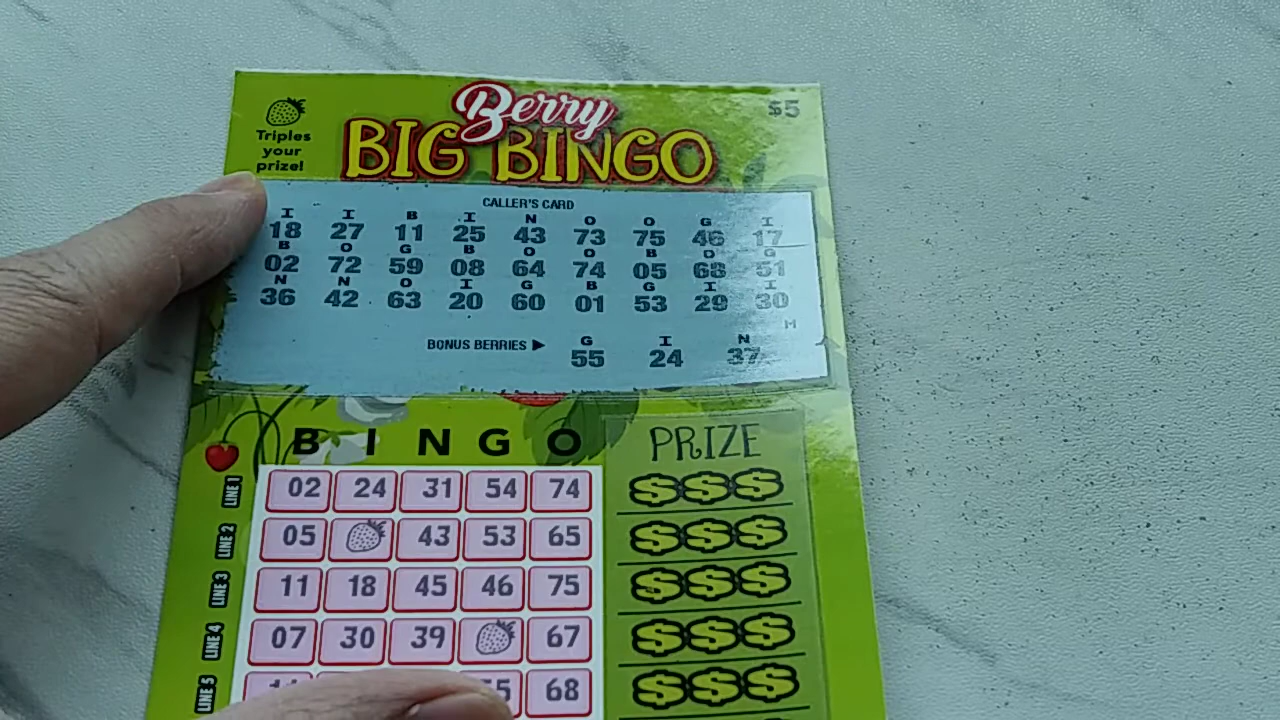 Berry
$5
BIG BINGO
Triples
your
prize!
CALLER'S CARD
I I B I N O O G I
18 27 11 25 43 73 75 46 17
B O G B O O B O G
02 72 59 08 64 74 05 68 51
N N O I G B G I I
36 42 63 20 60 01 53 29 30
M
G I N
BONUS BERRIES ▶ 55 24 37
B I N G O PRIZE
LINE 1 02 24 31 54 74 $$$
LINE 2 05 43 53 65 $$$
LINE 3 11 18 45 46 75 $$$
LINE 4 07 30 39 67 $$$
LINE 5 68 $$$